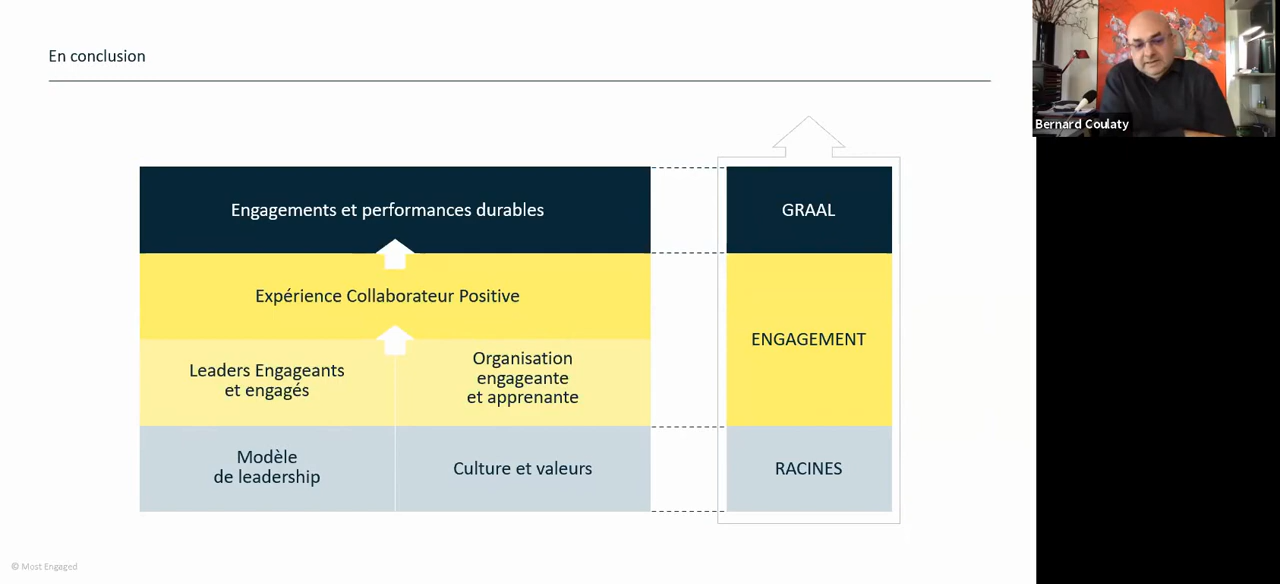 En conclusion
Bernard Coulaty
Engagements et performances durables
GRAAL
Expérience Collaborateur Positive
ENGAGEMENT
Leaders Engageants
et engagés
Organisation
engageante
et apprenante
Modèle
de leadership
Culture et valeurs
RACINES
© Most Engaged